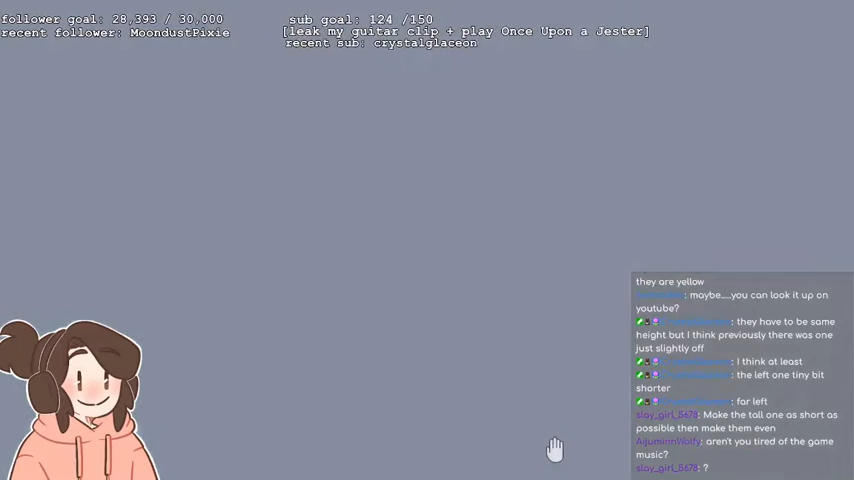 follower goal: 28,393 / 30,000
recent follower: MoondustPixie
sub goal: 124 /150
[leak my guitar clip + play Once Upon a Jester]
recent sub: crystalglaceon
they are yellow
: maybe.....you can look it up on
youtube?
: they have to be same
height but I think previously there was one
just slightly off
: I think at least
: the left one tiny bit
shorter
: far left
slay_girl_5678: Make the tall one as short as
possible then make them even
AijuminnWolfy: aren't you tired of the game
music?
slay_girl_5678: ?